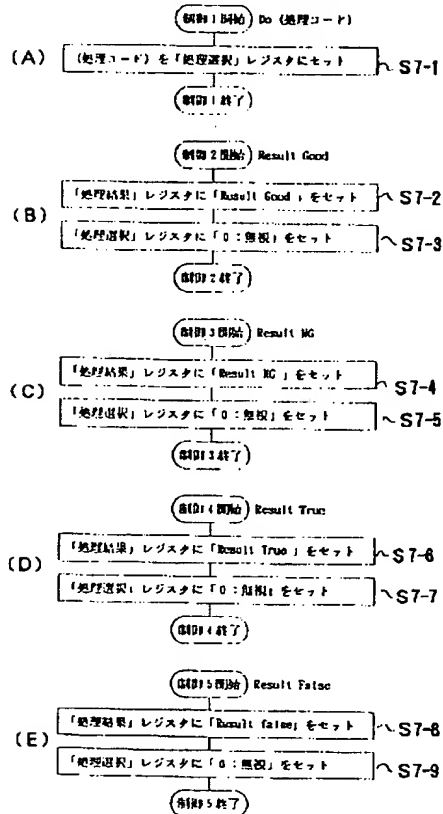 制御1開始 Do (処理コード)
(A) (処理コード) を「処理選択」レジスタにセット S7-1
制御1終了
制御2開始 Result Good
(B) 「処理結果」レジスタに「Result Good」をセット S7-2
「処理選択」レジスタに「0:無視」をセット S7-3
制御2終了
制御3開始 Result NG
(C) 「処理結果」レジスタに「Result NG」をセット S7-4
「処理選択」レジスタに「0:無視」をセット S7-5
制御3終了
制御4開始 Result True
(D) 「処理結果」レジスタに「Result True」をセット S7-6
「処理選択」レジスタに「0:無視」をセット S7-7
制御4終了
制御5開始 Result False
(E) 「処理結果」レジスタに「Result false」をセット S7-8
「処理選択」レジスタに「0:無視」をセット S7-9
制御5終了